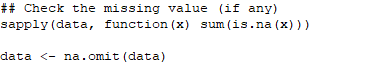 ## Check the missing value (if any)
sapply(data, function(x) sum(is.na(x)))
data <- na.omit(data)